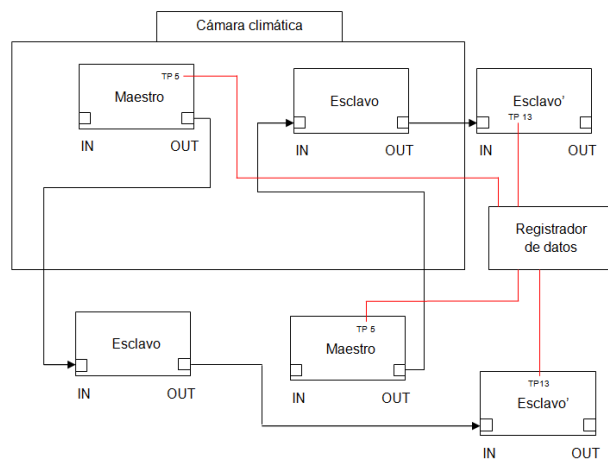 Cámara climática
TP 5
Maestro
IN
OUT
Esclavo
IN
OUT
Esclavo'
TP 13
IN
OUT
Registrador
de datos
Esclavo
IN
OUT
TP 5
Maestro
IN
OUT
TP13
Esclavo'
IN
OUT